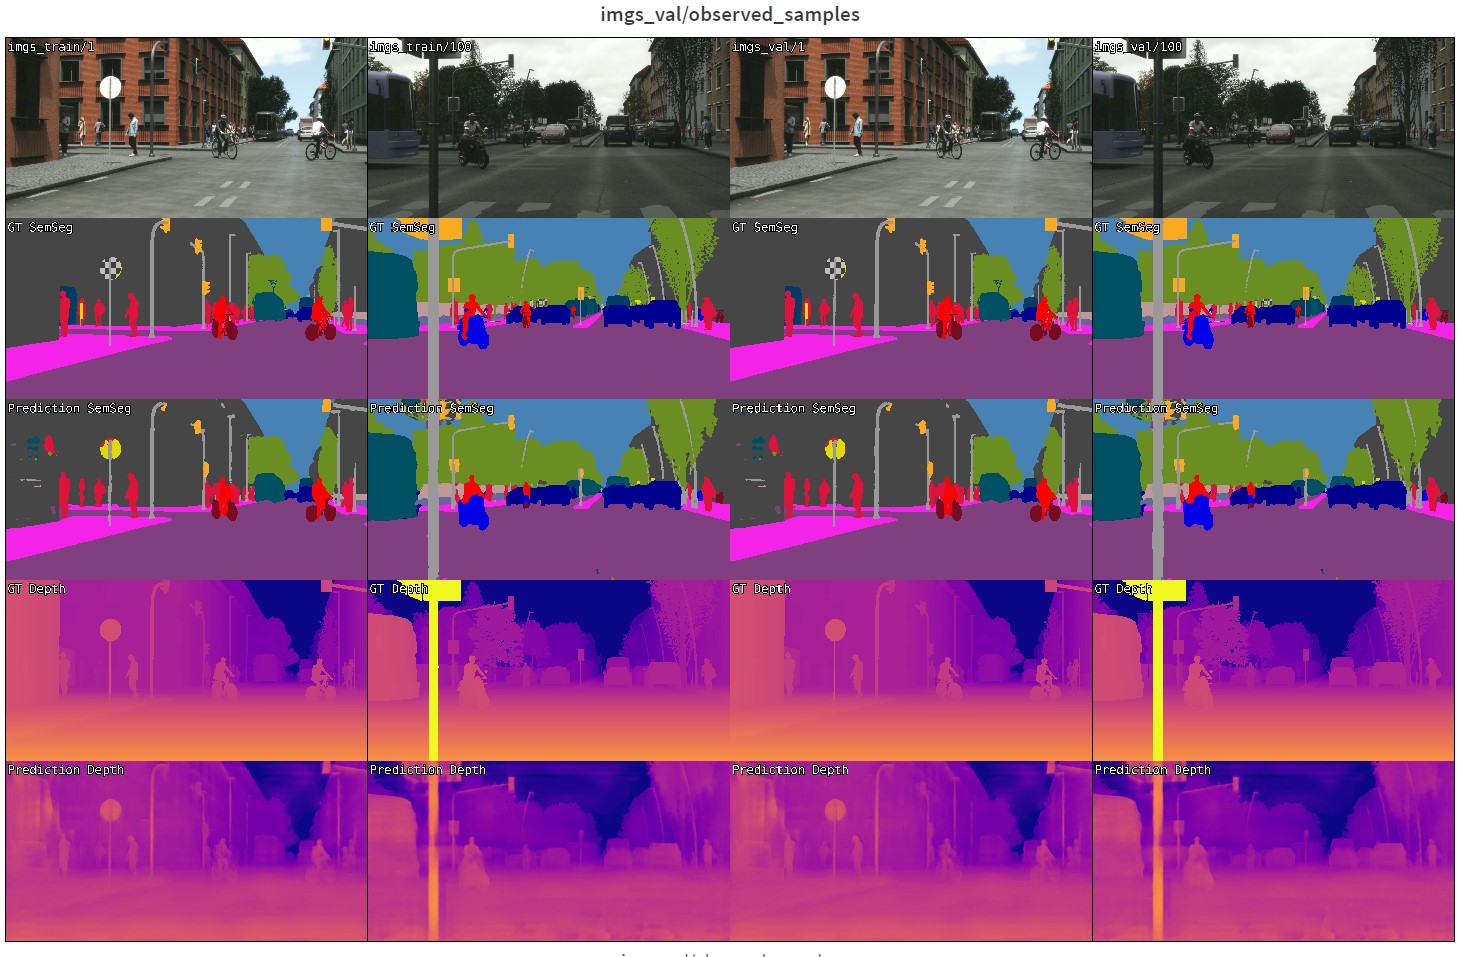 imgs_val/observed_samples
imgs_train/1
imgs_train/100
imgs_val/1
imgs_val/100
GT SemSeg
GT SemSeg
GT SemSeg
GT SemSeg
Prediction SemSeg
Prediction SemSeg
Prediction SemSeg
Prediction SemSeg
GT Depth
GT Depth
GT Depth
GT Depth
Prediction Depth
Prediction Depth
Prediction Depth
Prediction Depth